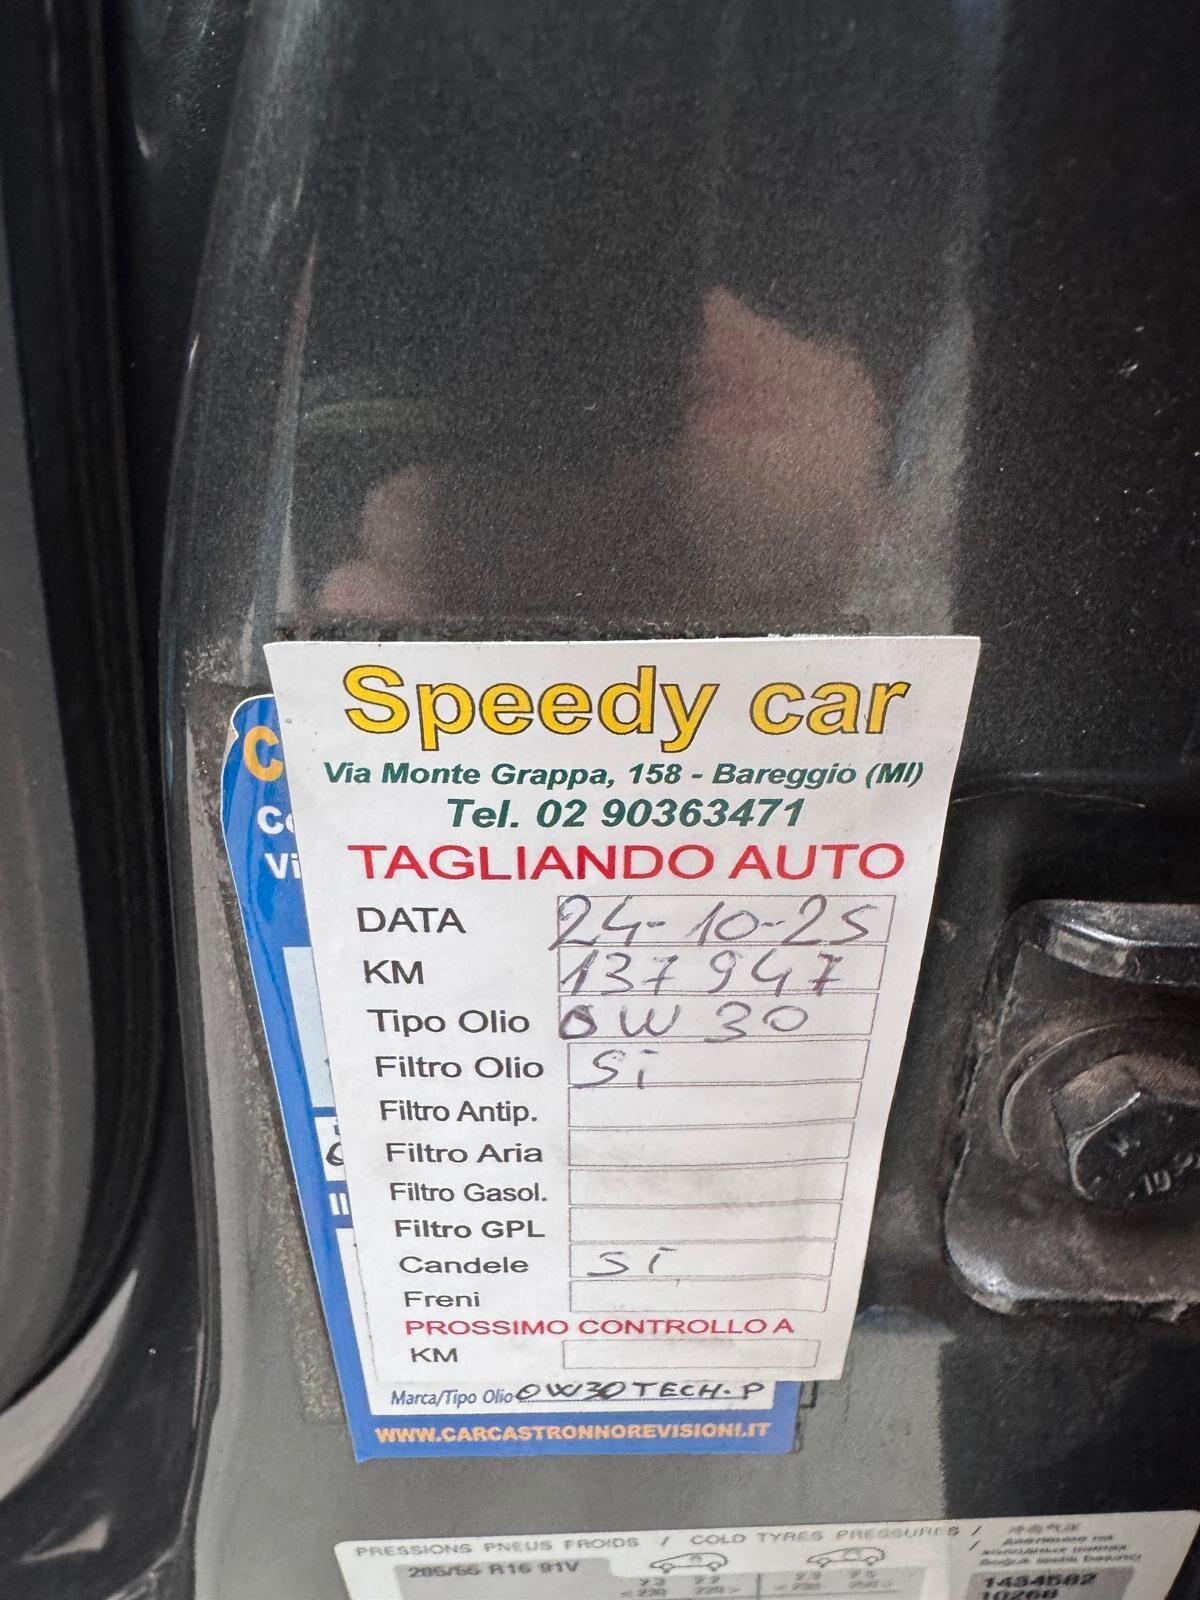 Speedy car
Via Monte Grappa, 158 - Bareggio (MI)
Tel. 02 90363471
TAGLIANDO AUTO
DATA 24-10-25
KM 137947
Tipo Olio 0W30
Filtro Olio Si
Filtro Antip.
Filtro Aria
Filtro Gasol.
Filtro GPL
Candele Si
Freni
PROSSIMO CONTROLLO A
KM
Marca/Tipo Olio 0W30 TECH.P
WWW.CARCASTRONNOREVISIONI.IT
PRESSIONS PNEUS FROIDS / COLD TYRES PRESSURES /
205/55 R16 91V
1434582
10268